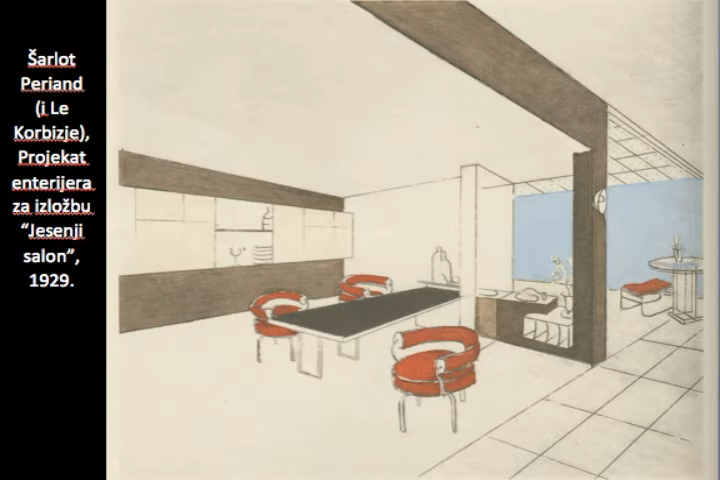 Šarlot
Periand
(i Le
Korbizje),
Projekat
enterijera
za izložbu
“Jesenji
salon”,
1929.